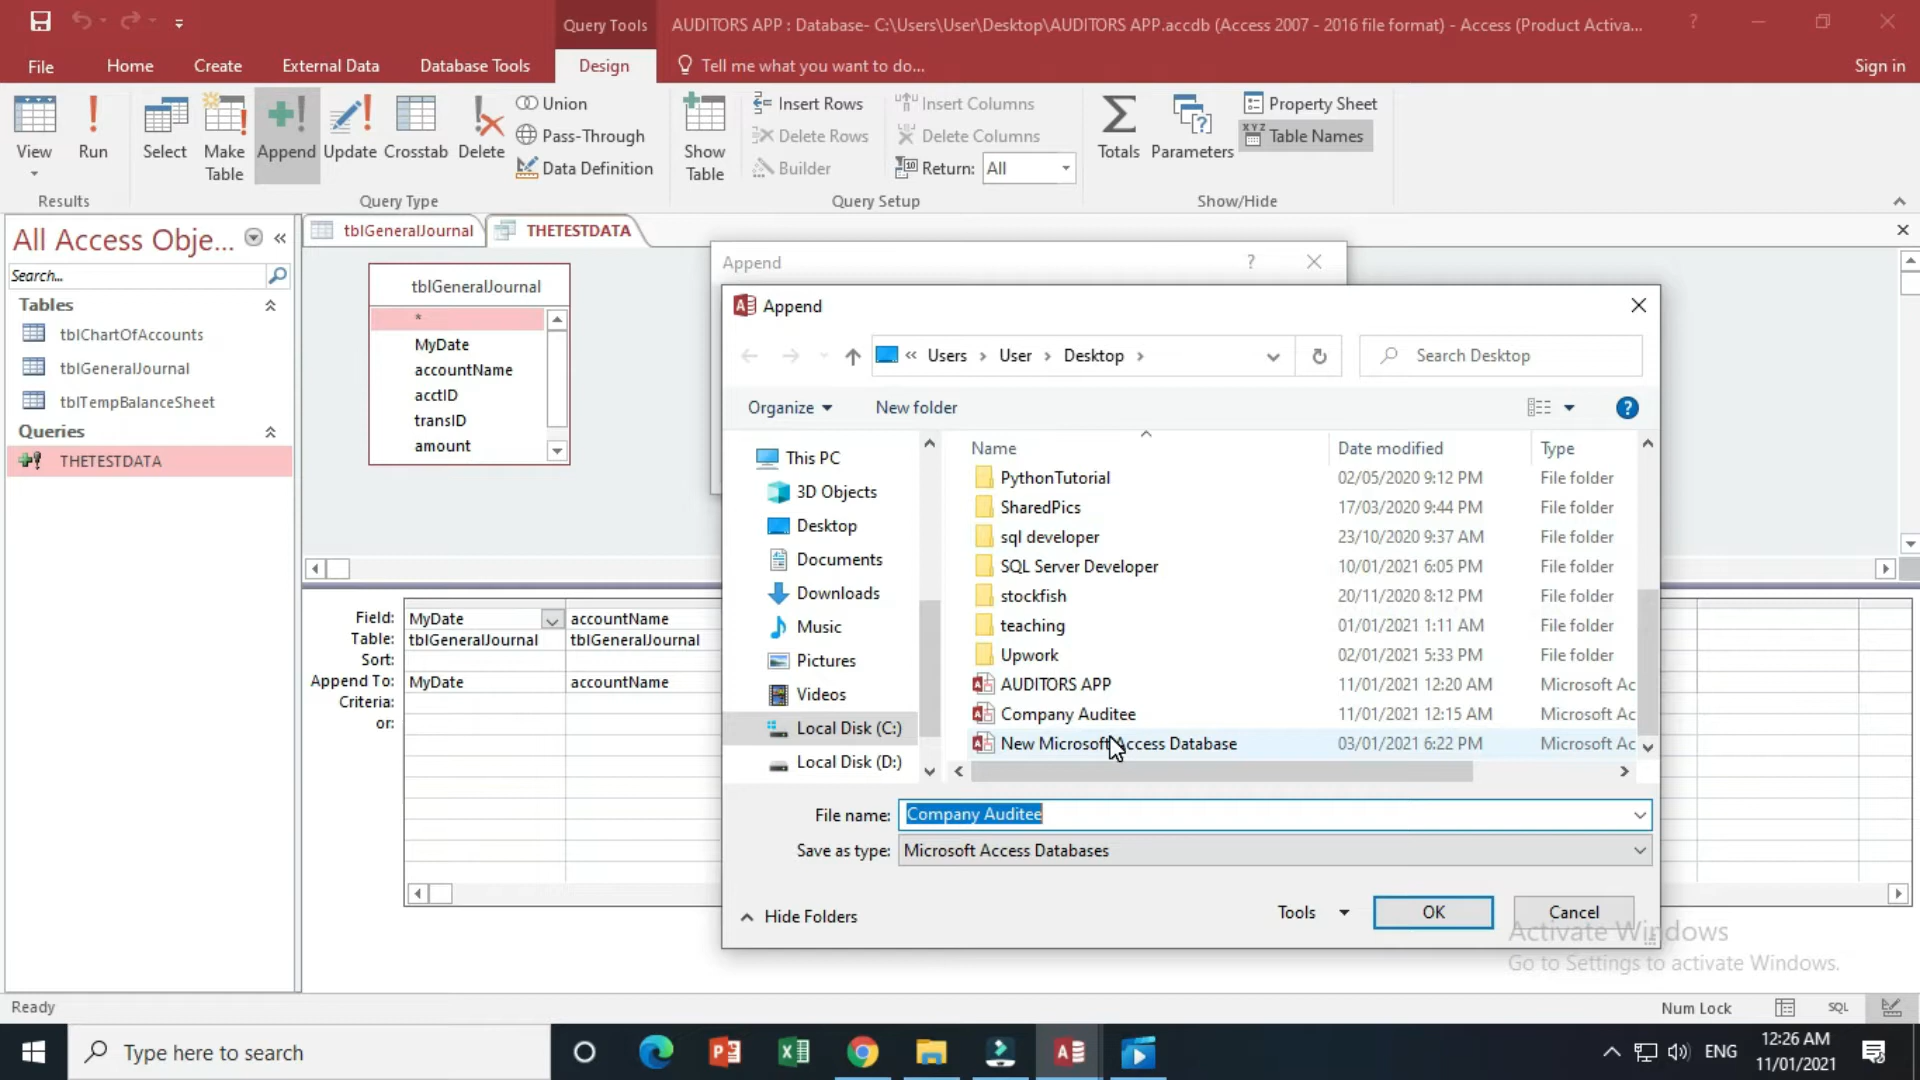 Query Tools
AUDITORS APP : Database- C:\Users\User\Desktop\AUDITORS APP.accdb (Access 2007 - 2016 file format) - Access (Product Activa...
File Home Create External Data Database Tools Design Tell me what you want to do... Sign in
View Run Select Make Table Append Update Crosstab Delete
Union
Pass-Through
Data Definition
Show Table
Insert Rows
Delete Rows
Builder
Insert Columns
Delete Columns
Return: All
Totals Parameters
Property Sheet
Table Names
Results Query Type Query Setup Show/Hide
All Access Obje...
Search...
Tables
tblChartOfAccounts
tblGeneralJournal
tblTempBalanceSheet
Queries
THETESTDATA
tblGeneralJournal THETESTDATA
tblGeneralJournal
*
MyDate
accountName
acctID
transID
amount
Field: MyDate accountName
Table: tblGeneralJournal tblGeneralJournal
Sort:
Append To: MyDate accountName
Criteria:
or:
Append
Append
Users > User > Desktop >
Search Desktop
Organize New folder
This PC
3D Objects
Desktop
Documents
Downloads
Music
Pictures
Videos
Local Disk (C:)
Local Disk (D:)
Name Date modified Type
PythonTutorial 02/05/2020 9:12 PM File folder
SharedPics 17/03/2020 9:44 PM File folder
sql developer 23/10/2020 9:37 AM File folder
SQL Server Developer 10/01/2021 6:05 PM File folder
stockfish 20/11/2020 8:12 PM File folder
teaching 01/01/2021 1:11 AM File folder
Upwork 02/01/2021 5:33 PM File folder
AUDITORS APP 11/01/2021 12:20 AM Microsoft Ac
Company Auditee 11/01/2021 12:15 AM Microsoft Ac
New Microsoft Access Database 03/01/2021 6:22 PM Microsoft Ac
File name: Company Auditee
Save as type: Microsoft Access Databases
Hide Folders Tools OK Cancel
Activate Windows
Go to Settings to activate Windows.
Ready Num Lock SQL
Type here to search
ENG
12:26 AM
11/01/2021